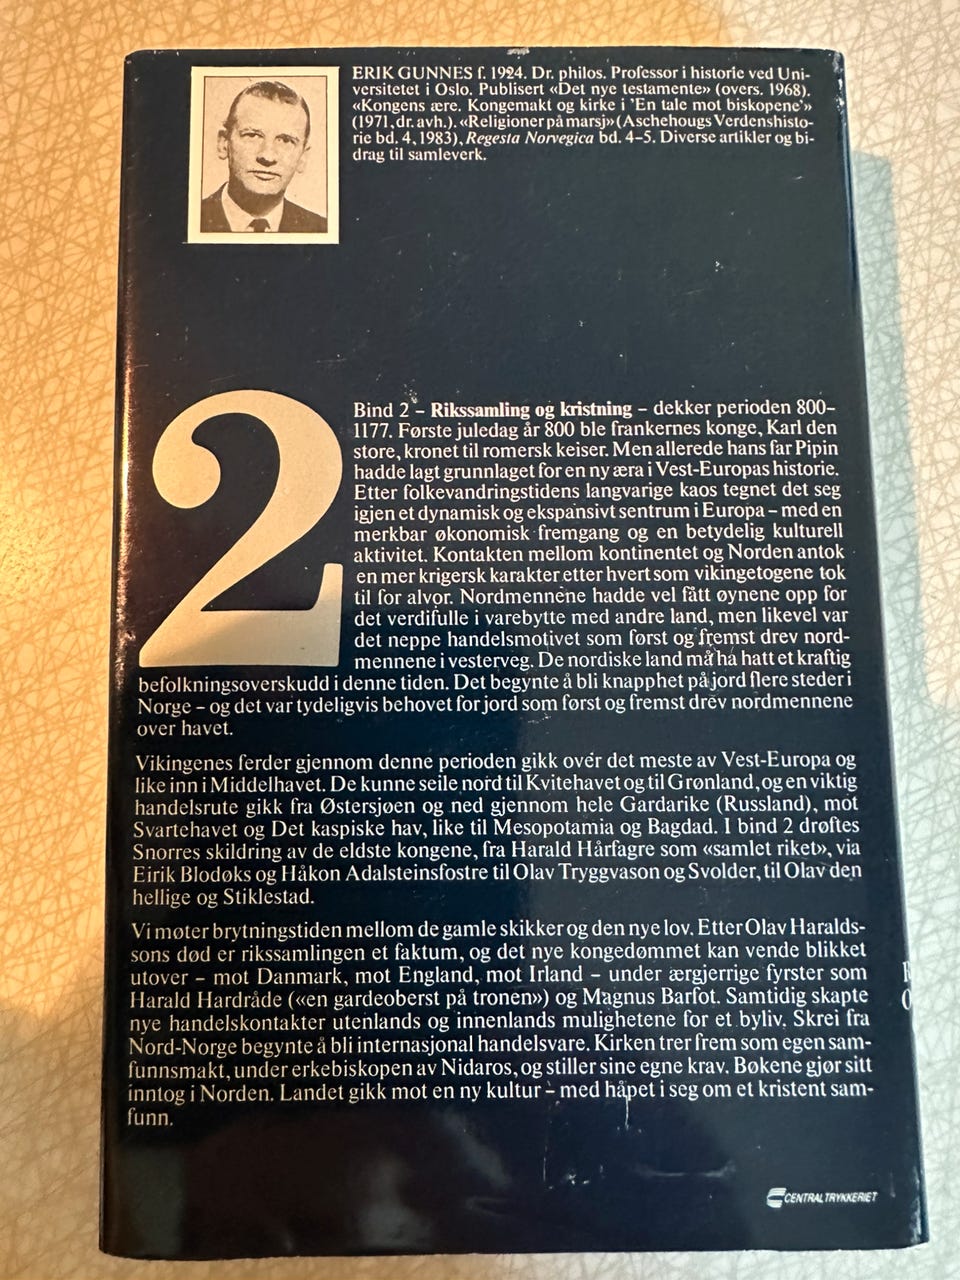 ERIK GUNNES f. 1924. Dr. philos. Professor i historie ved Uni-
versitetet i Oslo. Publisert «Det nye testamente» (overs. 1968).
«Kongens ære. Kongemakt og kirke i 'En tale mot biskopene'»
(1971, dr. avh.). «Religioner på marsj» (Aschehougs Verdenshisto-
rie bd. 4, 1983), Regesta Norvegica bd. 4–5. Diverse artikler og bi-
drag til samleverk.
2
Bind 2 – Rikssamling og kristning – dekker perioden 800–
1177. Første juledag år 800 ble frankernes konge, Karl den
store, kronet til romersk keiser. Men allerede hans far Pipin
hadde lagt grunnlaget for en ny æra i Vest-Europas historie.
Etter folkevandringstidens langvarige kaos tegnet det seg
igjen et dynamisk og ekspansivt sentrum i Europa – med en
merkbar økonomisk fremgang og en betydelig kulturell
aktivitet. Kontakten mellom kontinentet og Norden antok
en mer krigersk karakter etter hvert som vikingetogene tok
til for alvor. Nordmennene hadde vel fått øynene opp for
det verdifulle i varebytte med andre land, men likevel var
det neppe handelsmotivet som først og fremst drev nord-
mennene i vesterveg. De nordiske land må ha hatt et kraftig
befolkningsoverskudd i denne tiden. Det begynte å bli knapphet på jord flere steder i
Norge – og det var tydeligvis behovet for jord som først og fremst drev nordmennene
over havet.
Vikingenes ferder gjennom denne perioden gikk over det meste av Vest-Europa og
like inn i Middelhavet. De kunne seile nord til Kvitehavet og til Grønland, og en viktig
handelsrute gikk fra Østersjøen og ned gjennom hele Gardarike (Russland), mot
Svartehavet og Det kaspiske hav, like til Mesopotamia og Bagdad. I bind 2 drøftes
Snorres skildring av de eldste kongene, fra Harald Hårfagre som «samlet riket», via
Eirik Blodøks og Håkon Adalsteinsfostre til Olav Tryggvason og Svolder, til Olav den
hellige og Stiklestad.
Vi møter brytningstiden mellom de gamle skikker og den nye lov. Etter Olav Haralds-
sons død er rikssamlingen et faktum, og det nye kongedømmet kan vende blikket
utover – mot Danmark, mot England, mot Irland – under ærgjerrige fyrster som
Harald Hardråde («en gardeoberst på tronen») og Magnus Barfot. Samtidig skapte
nye handelskontakter utenlands og innenlands mulighetene for et byliv. Skrei fra
Nord-Norge begynte å bli internasjonal handelsvare. Kirken trer frem som egen sam-
funnsmakt, under erkebiskopen av Nidaros, og stiller sine egne krav. Bøkene gjør sitt
inntog i Norden. Landet gikk mot en ny kultur – med håpet i seg om et kristent sam-
funn.
CENTRALTRYKKERIET